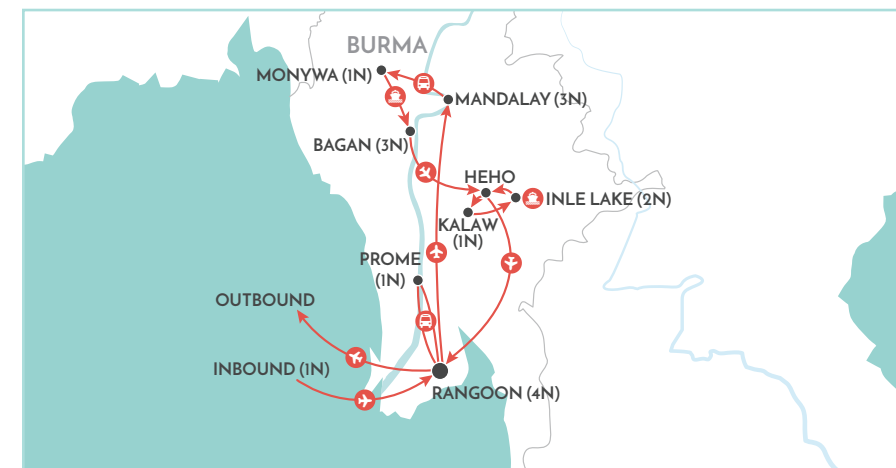 BURMA
MONYWA (1N)
MANDALAY (3N)
BAGAN (3N)
HEHO
INLE LAKE (2N)
KALAW
(1N)
PROME
(1N)
OUTBOUND
INBOUND (1N)
RANGOON (4N)